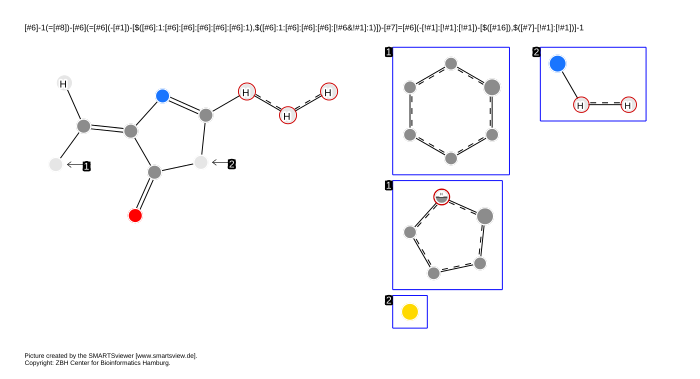 [#6]-1(=[#8])-[#6](=[#6](-[#1])-[$([#6]:1:[#6]:[#6]:[#6]:[#6]:[#6]:1),$([#6]:1:[#6]:[#6]:[#6]:[!#6&!#1]:1)])-[#7]=[#6](-[!#1]:[!#1]:[!#1])-[$([#16]),$([#7]-[!#1]:[!#1])]-1
1
2
H
H
H
H
H
H
1
2
1
2
Picture created by the SMARTSviewer [www.smartsview.de].
Copyright: ZBH Center for Bioinformatics Hamburg.